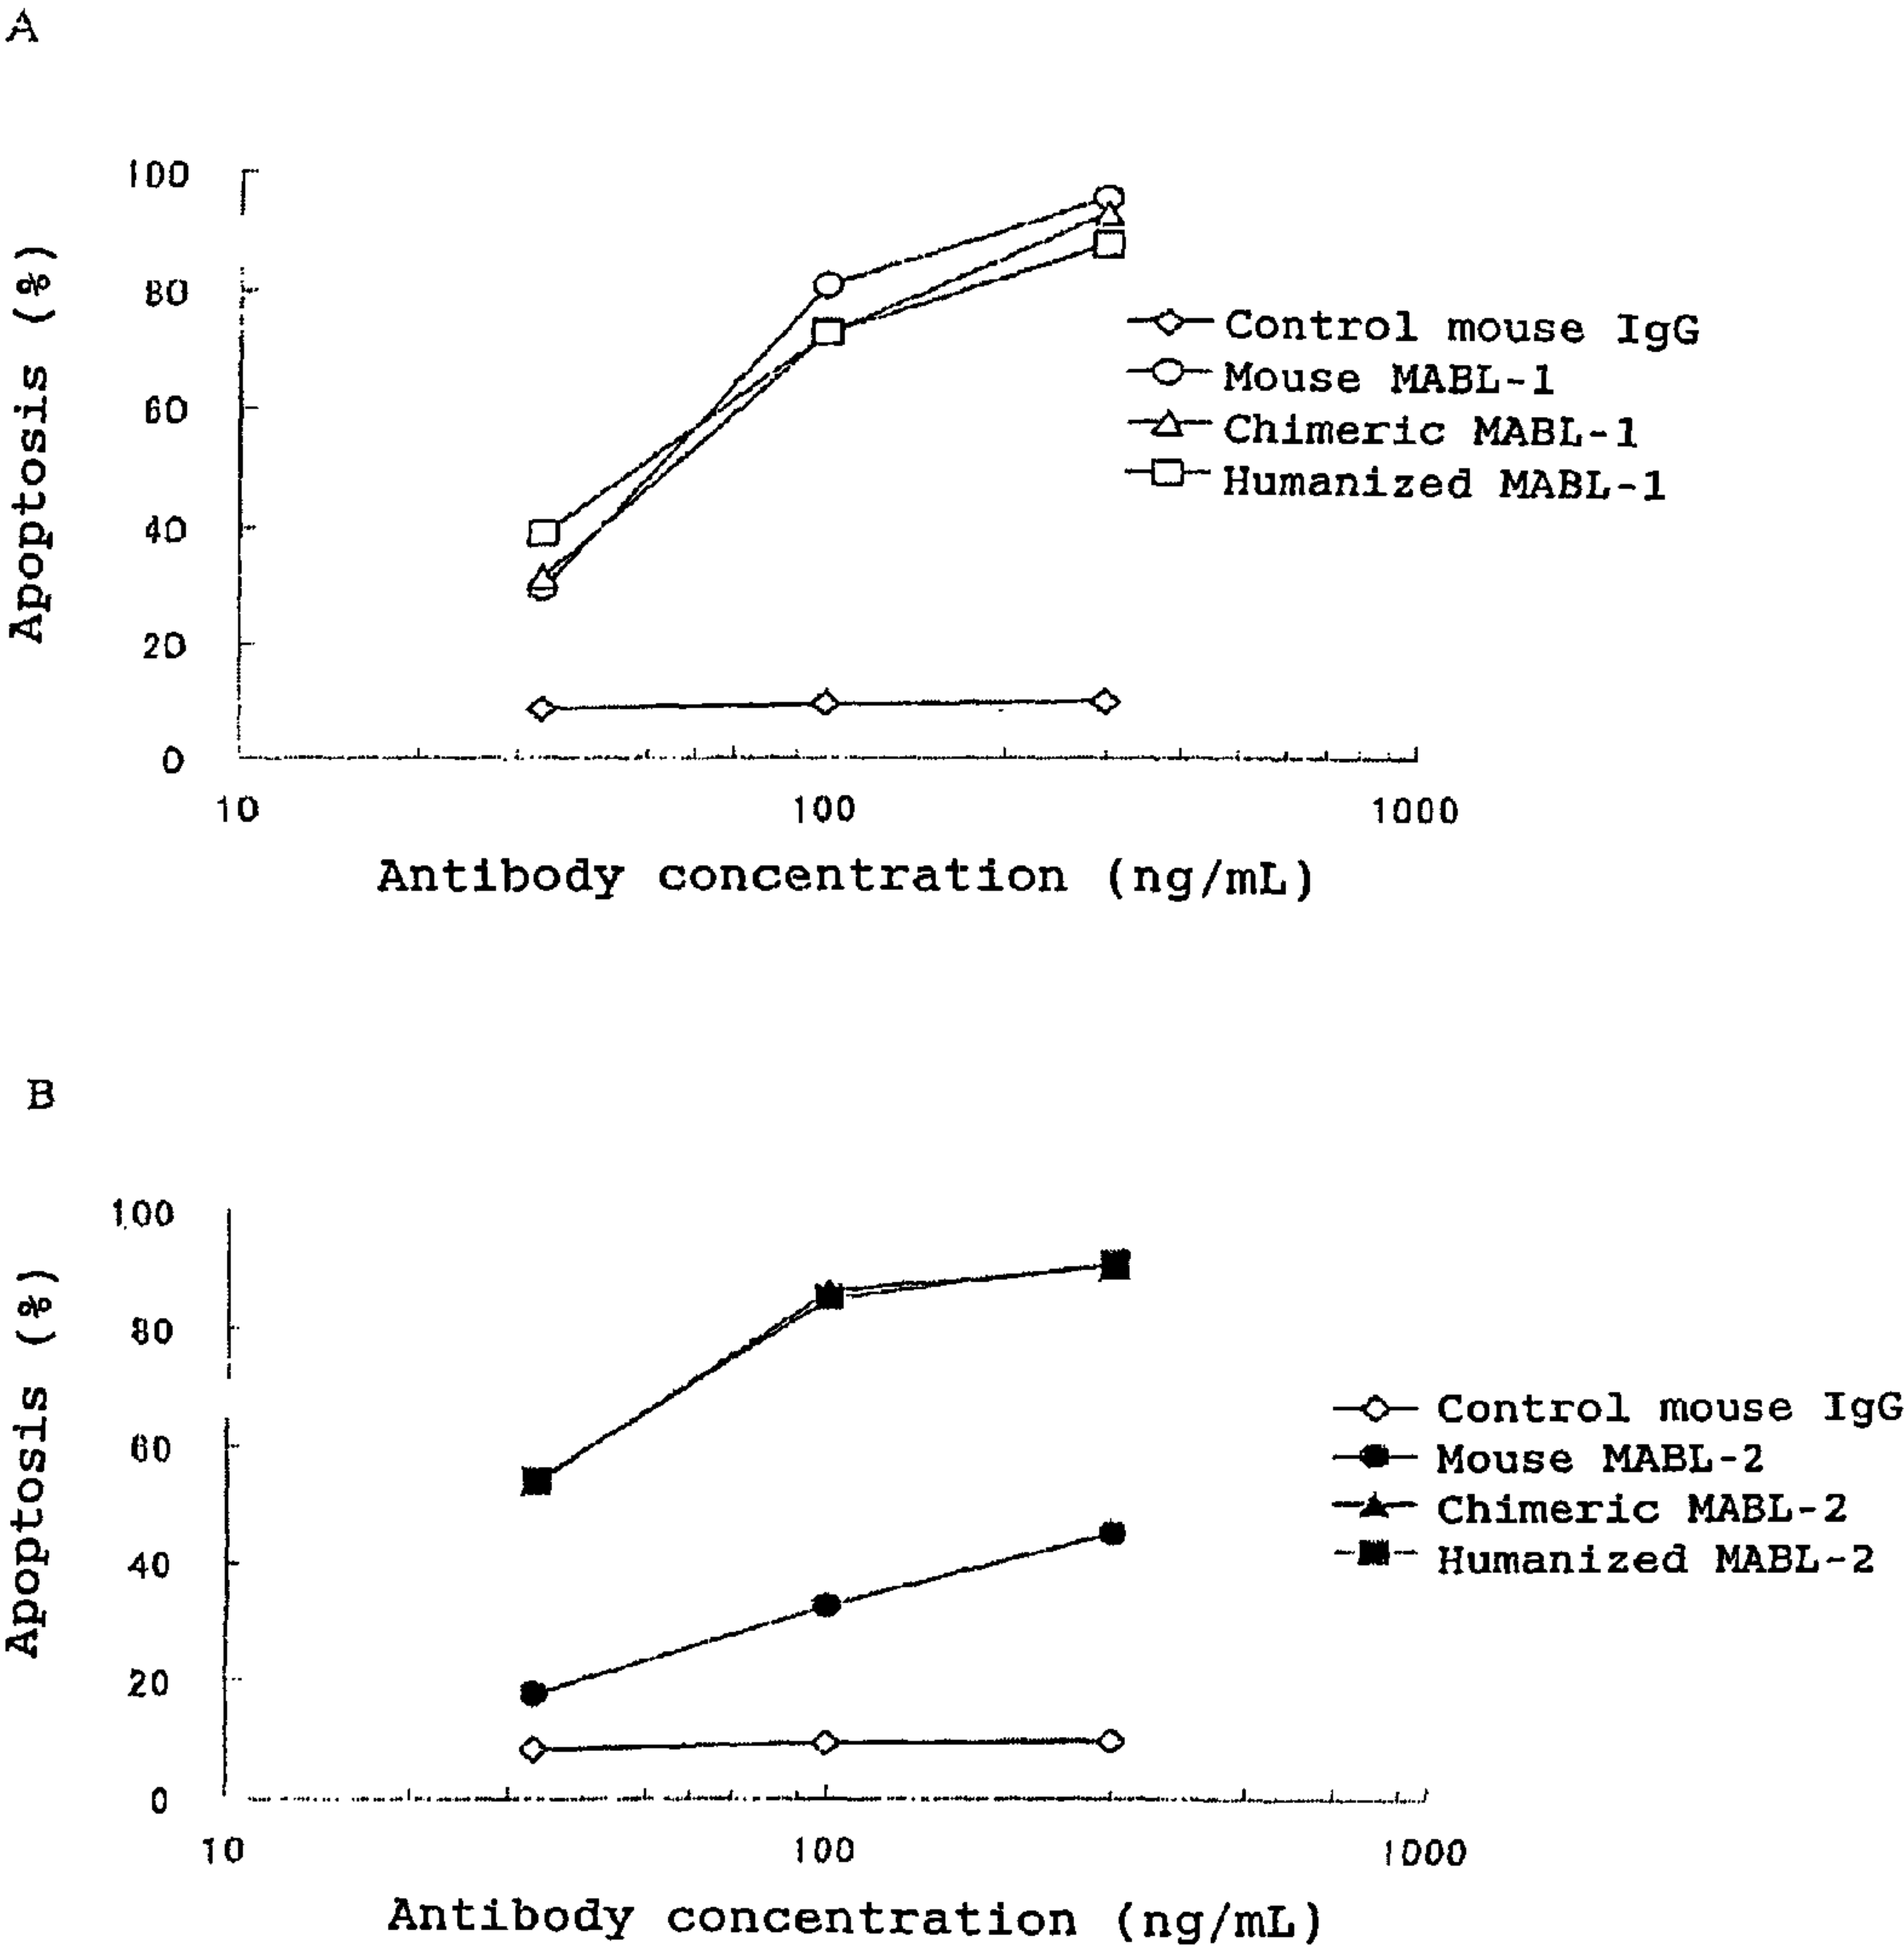 A
100
80
60
40
20
0
Apoptosis (%)
10 100 1000
Antibody concentration (ng/mL)
Control mouse IgG
Mouse MABL-1
Chimeric MABL-1
Humanized MABL-1
B
100
80
60
40
20
0
Apoptosis (%)
10 100 1000
Antibody concentration (ng/mL)
Control mouse IgG
Mouse MABL-2
Chimeric MABL-2
Humanized MABL-2